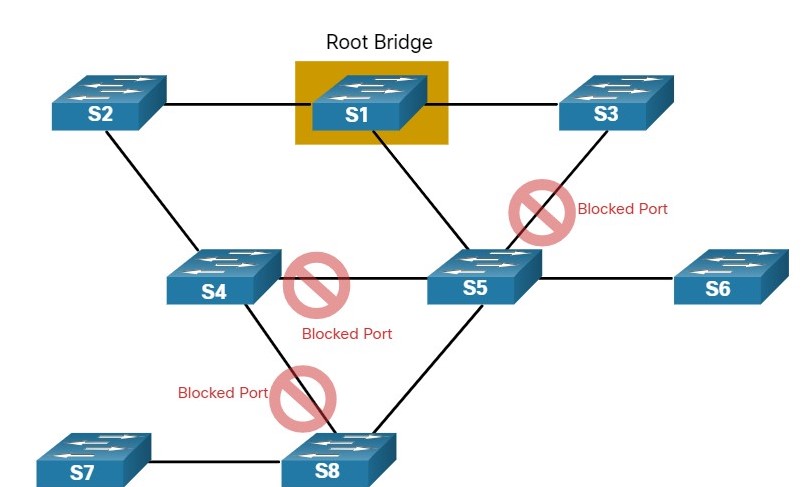 Root Bridge
S2
S1
S3
Blocked Port
S4
S5
S6
Blocked Port
Blocked Port
S7
S8